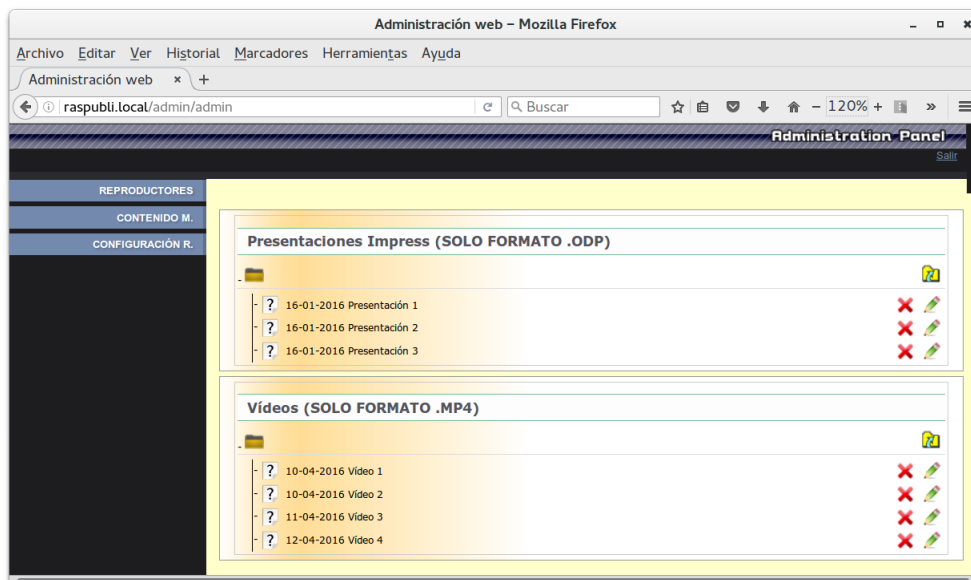 Administración web – Mozilla Firefox
Archivo Editar Ver Historial Marcadores Herramientas Ayuda
Administración web × +
raspubli.local/admin/admin Buscar 120%
Administration Panel
Salir
REPRODUCTORES
CONTENIDO M.
CONFIGURACIÓN R.
Presentaciones Impress (SOLO FORMATO .ODP)
16-01-2016 Presentación 1
16-01-2016 Presentación 2
16-01-2016 Presentación 3
Vídeos (SOLO FORMATO .MP4)
10-04-2016 Vídeo 1
10-04-2016 Vídeo 2
11-04-2016 Vídeo 3
12-04-2016 Vídeo 4